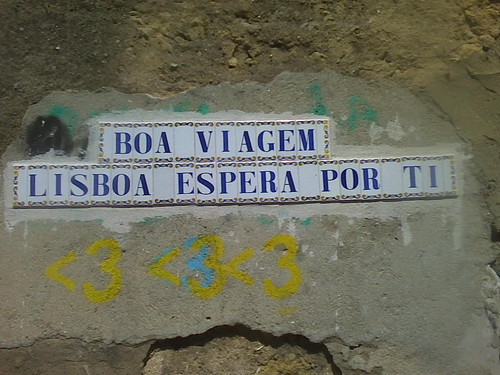 BOA VIAGEM
LISBOA ESPERA POR TI
<3 <3 <3